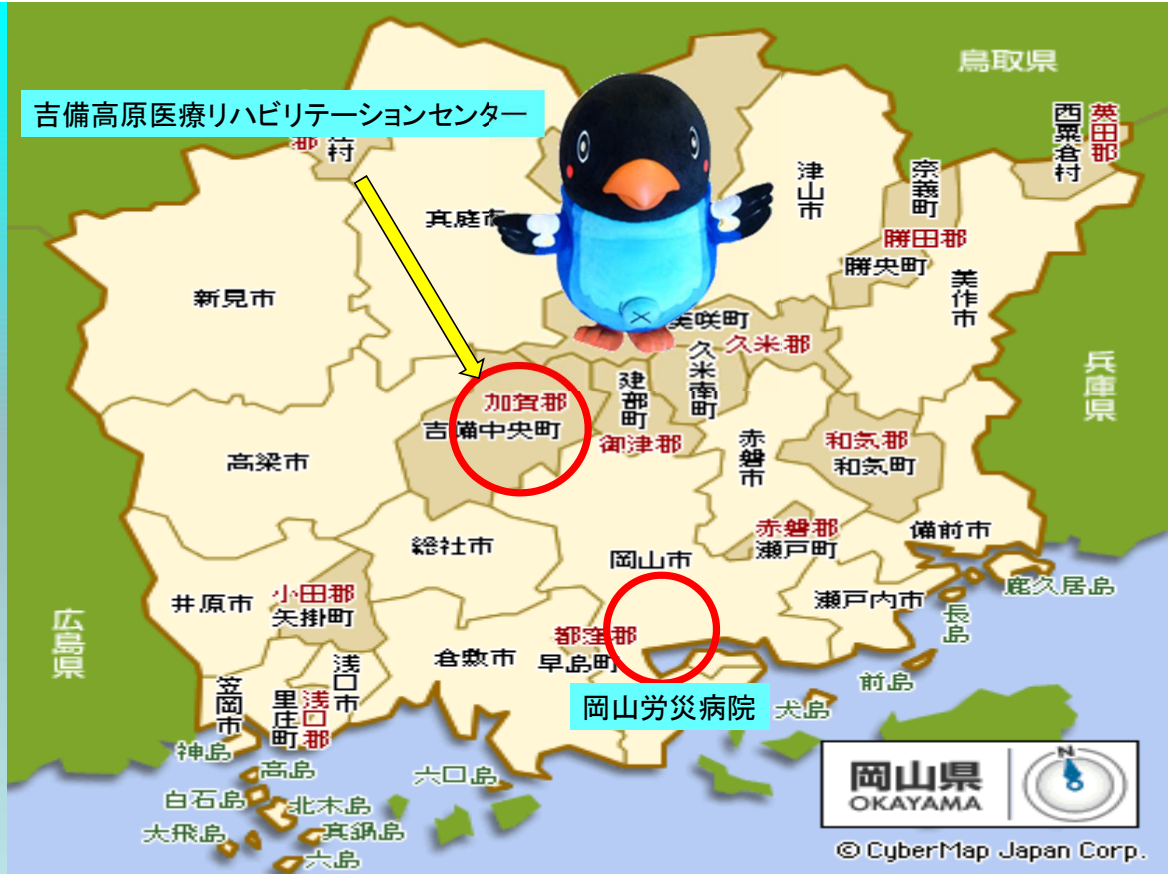 鳥取県
吉備高原医療リハビリテーションセンター
郡
村
英田郡
西粟倉村
津山市
奈義町
真庭市
勝田郡
勝央町
美作市
新見市
美咲町
久米郡
久米南町
兵庫県
建部町
加賀郡
吉備中央町
御津郡
赤磐市
和気郡
和気町
高梁市
赤磐郡
瀬戸町
備前市
総社市
岡山市
小田郡
矢掛町
井原市
瀬戸内市
鹿久居島
長島
広島県
都窪郡
早島町
倉敷市
浅口市
前島
笠岡市
里庄町
浅口郡
岡山労災病院
犬島
神島
高島
六口島
白石島
北木島
大飛島
真鍋島
六島
岡山県
OKAYAMA
N
© CyberMap Japan Corp.